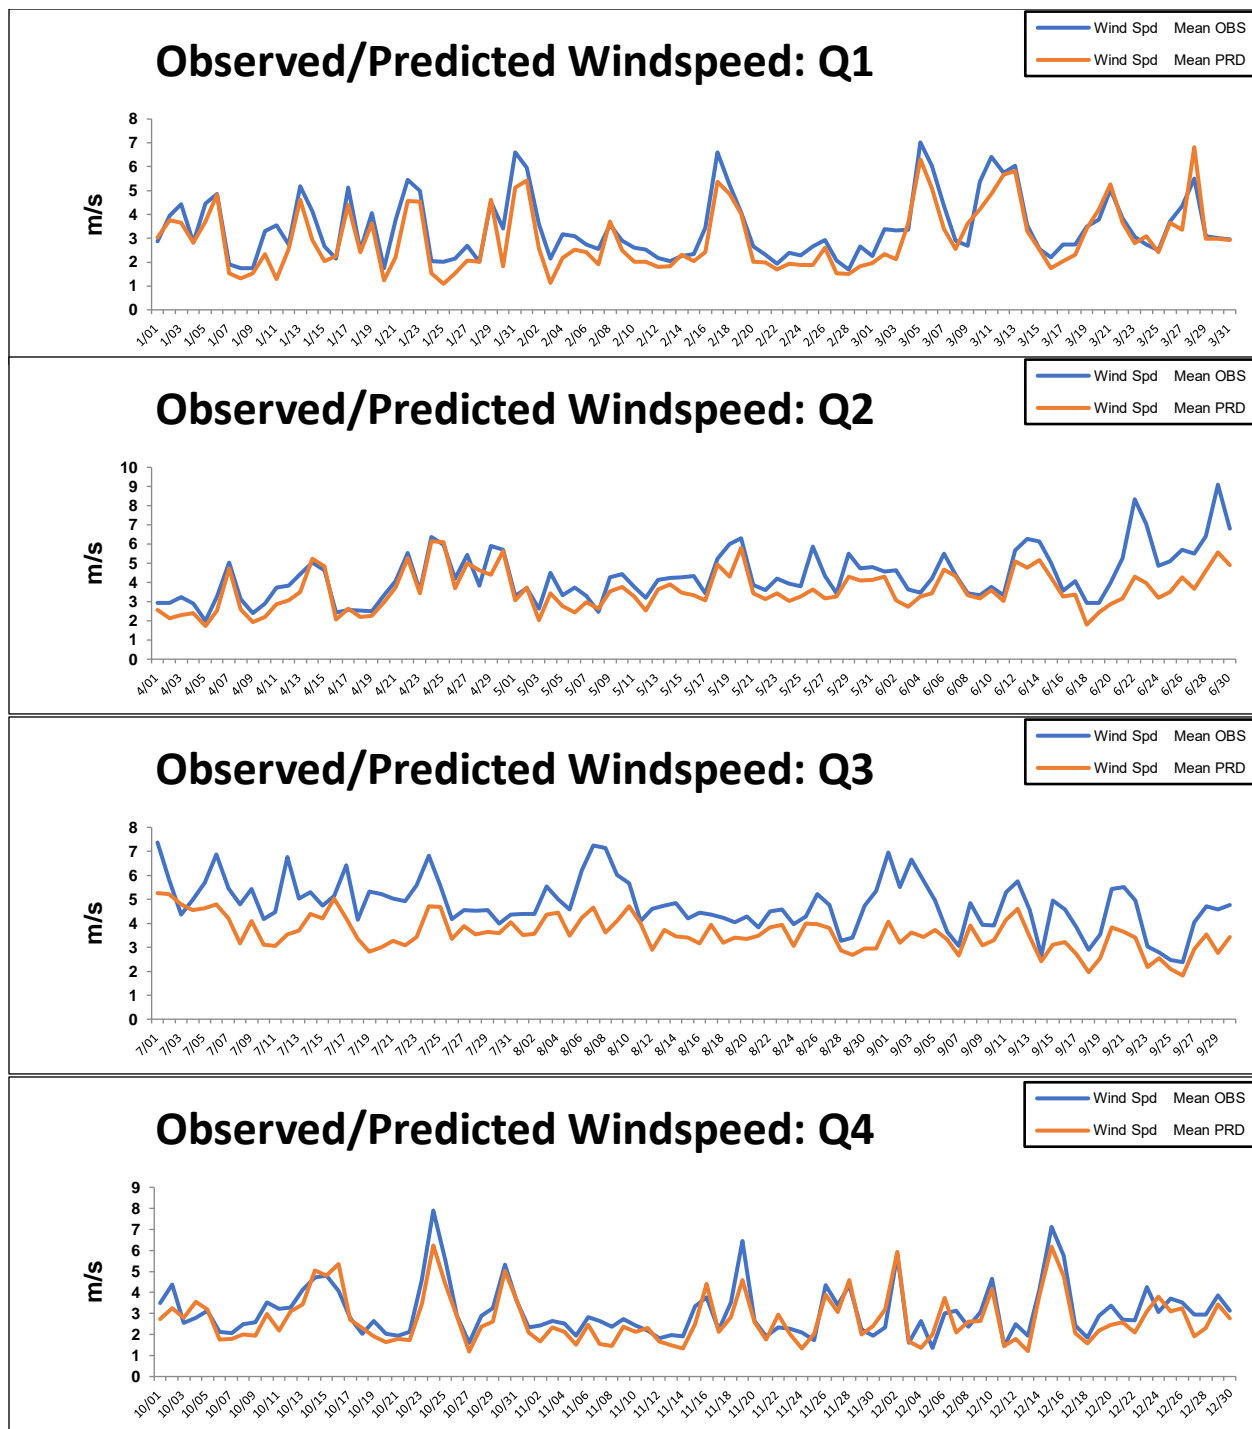 Wind Spd Mean OBS
Observed/Predicted Windspeed: Q1
Wind Spd Mean PRD
8
7
6
5
4
3
2
1
0
m/s
1/01 1/03 1/05 1/07 1/09 1/11 1/13 1/15 1/17 1/19 1/21 1/23 1/25 1/27 1/29 1/31 2/02 2/04 2/06 2/08 2/10 2/12 2/14 2/16 2/18 2/20 2/22 2/24 2/26 2/28 3/01 3/03 3/05 3/07 3/09 3/11 3/13 3/15 3/17 3/19 3/21 3/23 3/25 3/27 3/29 3/31
Wind Spd Mean OBS
Observed/Predicted Windspeed: Q2
Wind Spd Mean PRD
10
9
8
7
6
5
4
3
2
1
0
m/s
4/01 4/03 4/05 4/07 4/09 4/11 4/13 4/15 4/17 4/19 4/21 4/23 4/25 4/27 4/29 5/01 5/03 5/05 5/07 5/09 5/11 5/13 5/15 5/17 5/19 5/21 5/23 5/25 5/27 5/29 5/31 6/02 6/04 6/06 6/08 6/10 6/12 6/14 6/16 6/18 6/20 6/22 6/24 6/26 6/28 6/30
Wind Spd Mean OBS
Observed/Predicted Windspeed: Q3
Wind Spd Mean PRD
8
7
6
5
4
3
2
1
0
m/s
7/01 7/03 7/05 7/07 7/09 7/11 7/13 7/15 7/17 7/19 7/21 7/23 7/25 7/27 7/29 7/31 8/02 8/04 8/06 8/08 8/10 8/12 8/14 8/16 8/18 8/20 8/22 8/24 8/26 8/28 8/30 9/01 9/03 9/05 9/07 9/09 9/11 9/13 9/15 9/17 9/19 9/21 9/23 9/25 9/27 9/29
Wind Spd Mean OBS
Observed/Predicted Windspeed: Q4
Wind Spd Mean PRD
9
8
7
6
5
4
3
2
1
0
m/s
10/01 10/03 10/05 10/07 10/09 10/11 10/13 10/15 10/17 10/19 10/21 10/23 10/25 10/27 10/29 10/31 11/02 11/04 11/06 11/08 11/10 11/12 11/14 11/16 11/18 11/20 11/22 11/24 11/26 11/28 11/30 12/02 12/04 12/06 12/08 12/10 12/12 12/14 12/16 12/18 12/20 12/22 12/24 12/26 12/28 12/30